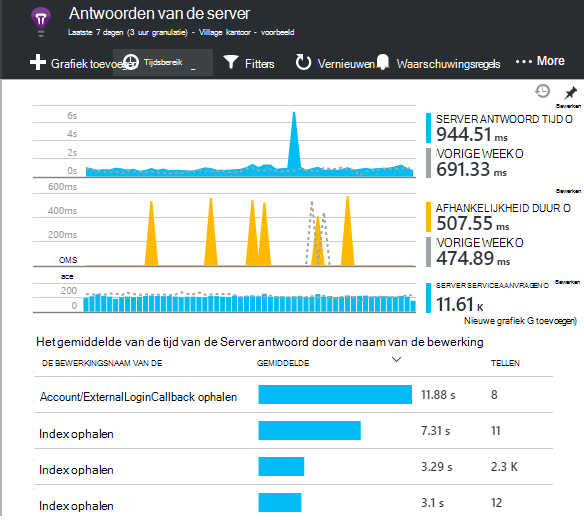 Antwoorden van de server
Laatste 7 dagen (3 uur granulatie) - Village kantoor - voorbeeld
Grafiek toevoegen Tijdsbereik _ Filters Vernieuwen Waarschuwingsregels ••• More
Bewerken
6s
4s
2s
0s
SERVER ANTWOORD TIJD O
944.51 ms
VORIGE WEEK O
691.33 ms
Bewerken
600ms
400ms
200ms
OMS
AFHANKELIJKHEID DUUR O
507.55 ms
VORIGE WEEK O
474.89 ms
Bewerken
ace
200
0
SERVER SERVICEAANVRAGEN O
11.61 K
Nieuwe grafiek G toevoegen)
Het gemiddelde van de tijd van de Server antwoord door de naam van de bewerking
DE BEWERKINGSNAAM VAN DE GEMIDDELDE TELLEN
Account/ExternalLoginCallback ophalen 11.88 s 8
Index ophalen 7.31 s 11
Index ophalen 3.29 s 2.3 K
Index ophalen 3.1 s 12